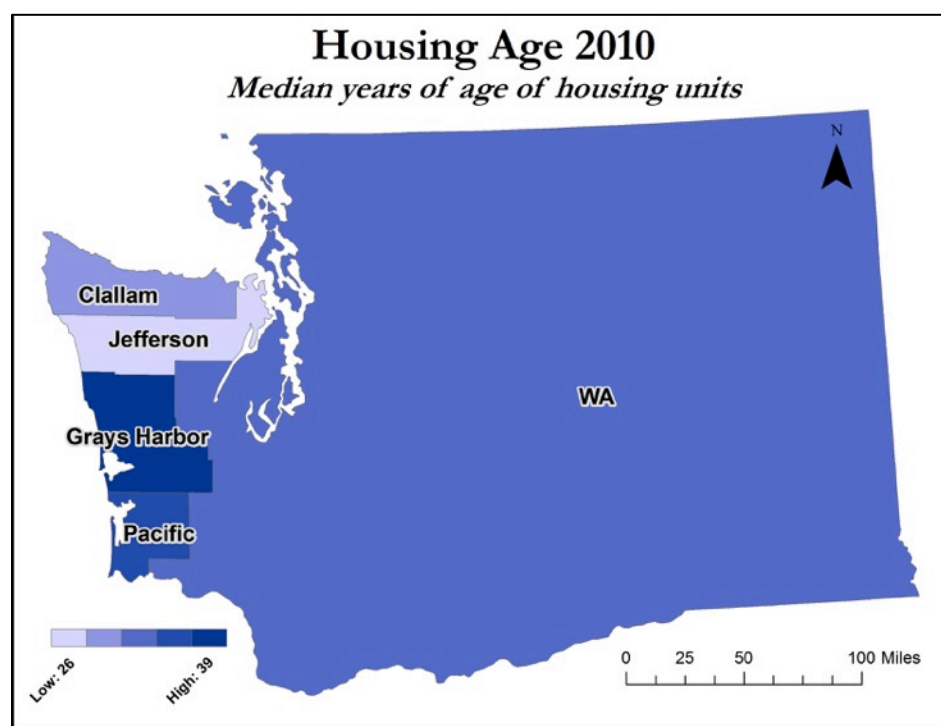 Housing Age 2010
Median years of age of housing units
N
Clallam
Jefferson
WA
Grays Harbor
Pacific
Low: 26
High: 39
0 25 50 100 Miles